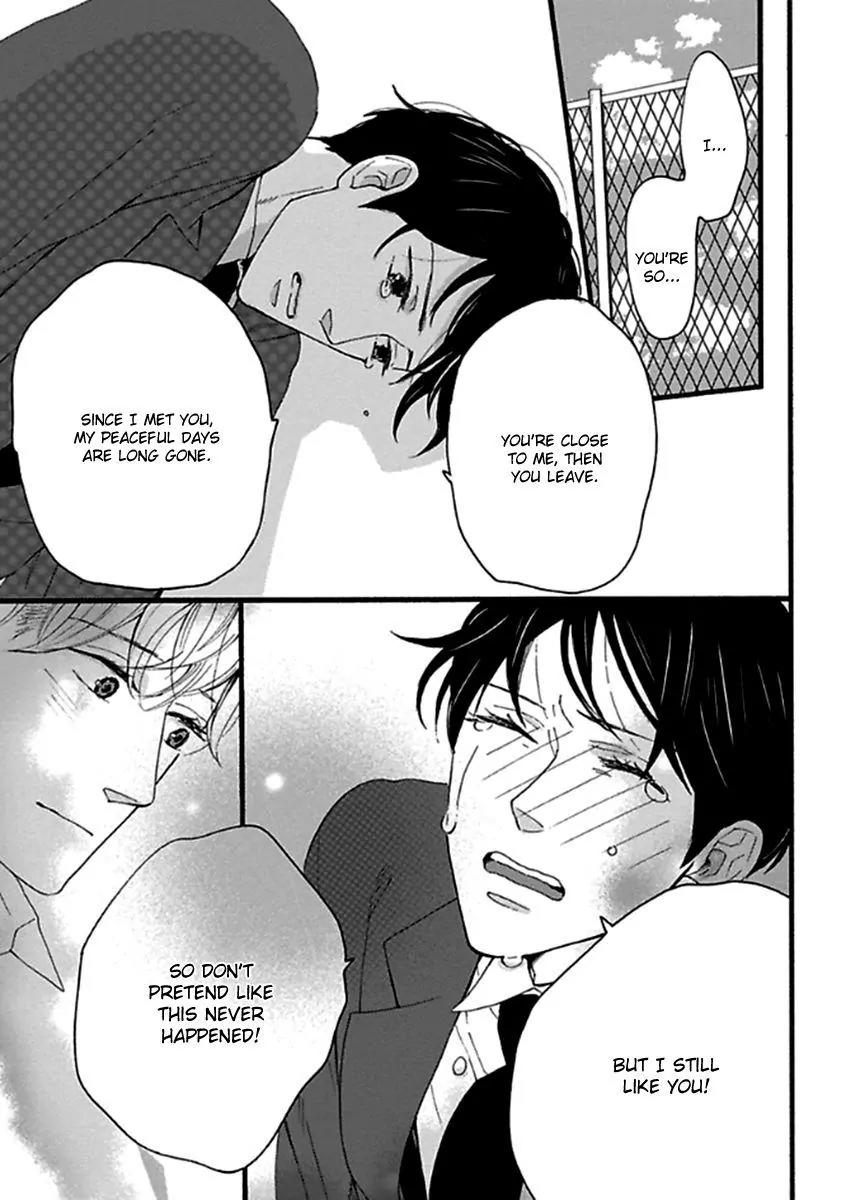 I...
YOU'RE
SO...
YOU'RE CLOSE
TO ME, THEN
YOU LEAVE.
SINCE I MET YOU,
MY PEACEFUL DAYS
ARE LONG GONE.
BUT I STILL
LIKE YOU!
SO DON'T
PRETEND LIKE
THIS NEVER
HAPPENED!